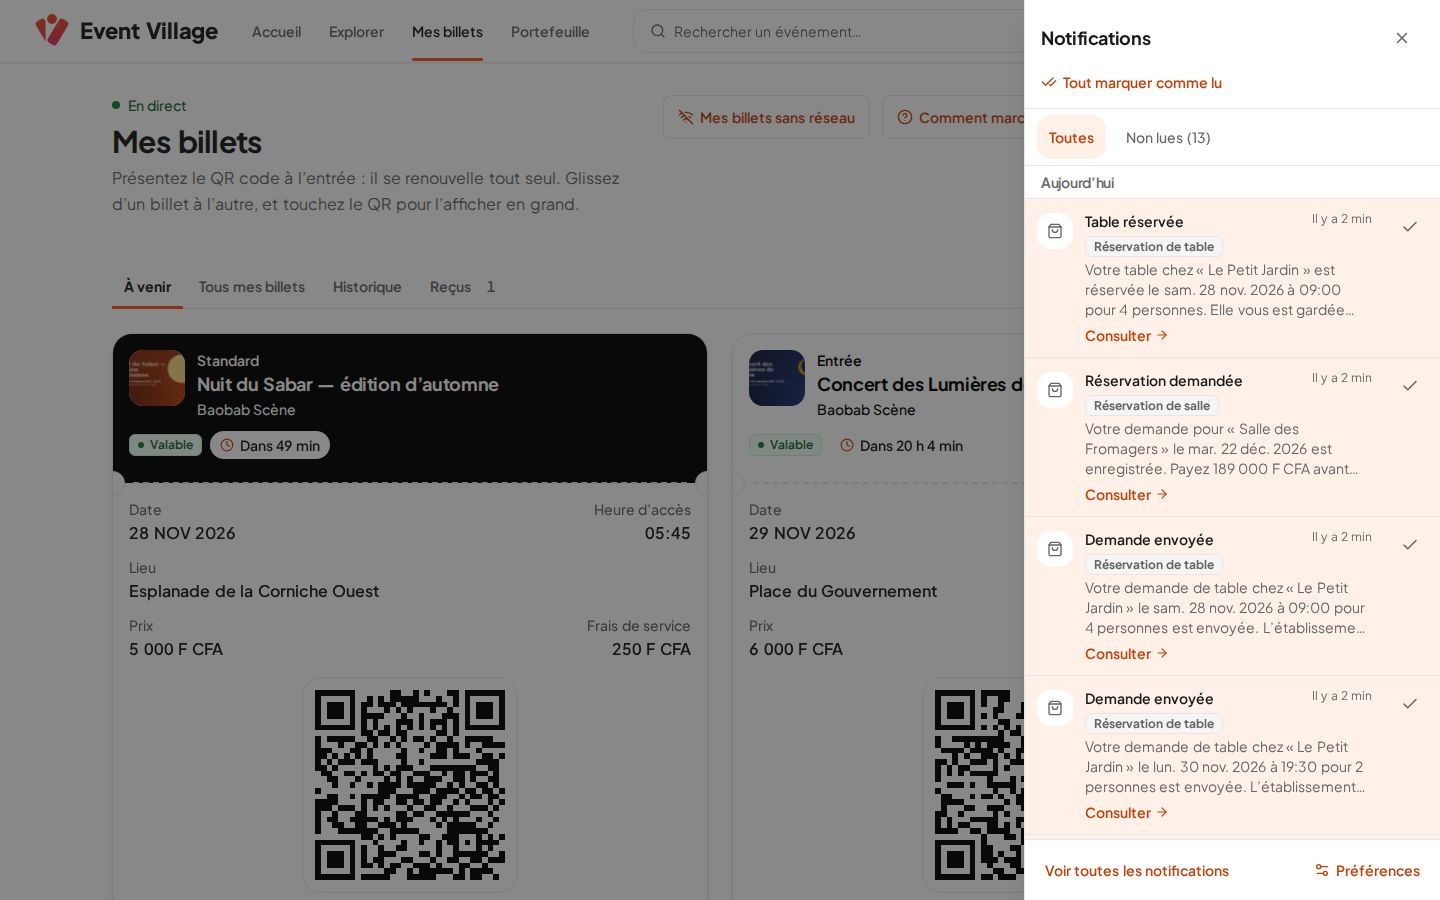 Event Village
Accueil
Explorer
Mes billets
Portefeuille
Rechercher un événement…
En direct
Mes billets
Présentez le QR code à l’entrée : il se renouvelle tout seul. Glissez
d’un billet à l’autre, et touchez le QR pour l’afficher en grand.
Mes billets sans réseau
À venir
Tous mes billets
Historique
Reçus 1
Standard
Nuit du Sabar — édition d’automne
Baobab Scène
Valable
Dans 49 min
Date
Heure d’accès
28 NOV 2026
05:45
Lieu
Esplanade de la Corniche Ouest
Prix
Frais de service
5 000 F CFA
250 F CFA
Entrée
Concert des Lumières
Baobab Scène
Valable
Dans 20 h 4 min
Date
29 NOV 2026
Lieu
Place du Gouvernement
Prix
6 000 F CFA
Comment
Notifications
Tout marquer comme lu
Toutes
Non lues (13)
Aujourd’hui
Table réservée
Il y a 2 min
Réservation de table
Votre table chez « Le Petit Jardin » est
réservée le sam. 28 nov. 2026 à 09:00
pour 4 personnes. Elle vous est gardée…
Consulter
Réservation demandée
Il y a 2 min
Réservation de salle
Votre demande pour « Salle des
Fromagers » le mar. 22 déc. 2026 est
enregistrée. Payez 189 000 F CFA avant…
Consulter
Demande envoyée
Il y a 2 min
Réservation de table
Votre demande de table chez « Le Petit
Jardin » le sam. 28 nov. 2026 à 09:00 pour
4 personnes est envoyée. L’établisseme…
Consulter
Demande envoyée
Il y a 2 min
Réservation de table
Votre demande de table chez « Le Petit
Jardin » le lun. 30 nov. 2026 à 19:30 pour 2
personnes est envoyée. L’établissement…
Consulter
Voir toutes les notifications
Préférences